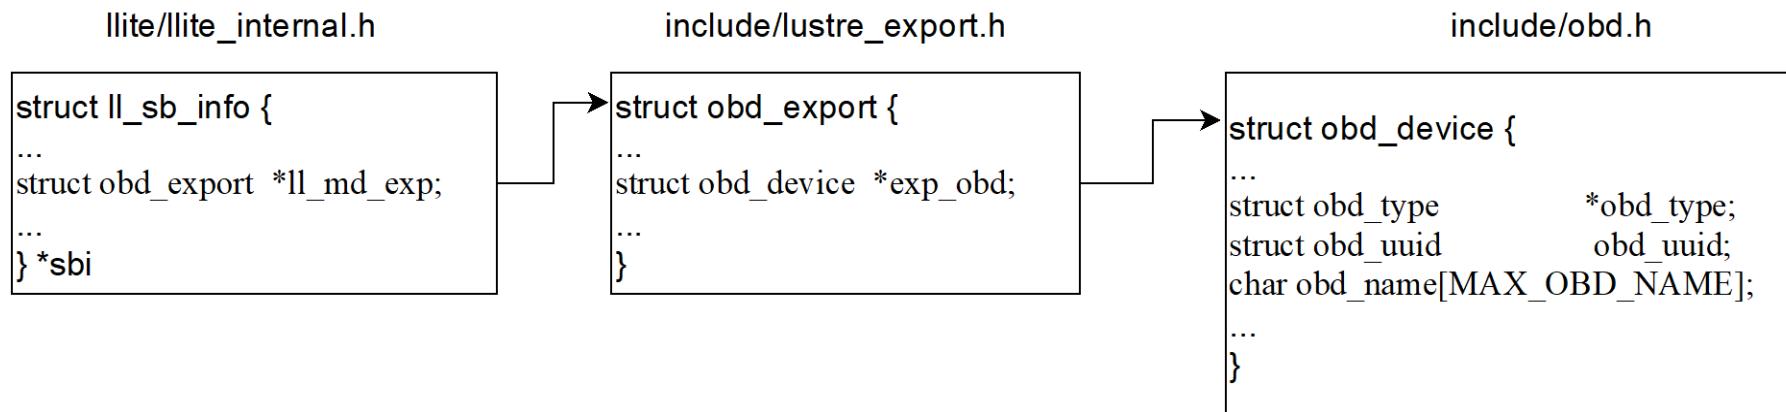 llite/llite_internal.h
include/lustre_export.h
include/obd.h
struct ll_sb_info {
...
struct obd_export *ll_md_exp;
...
} *sbi
struct obd_export {
...
struct obd_device *exp_obd;
...
}
struct obd_device {
...
struct obd_type *obd_type;
struct obd_uuid obd_uuid;
char obd_name[MAX_OBD_NAME];
...
}